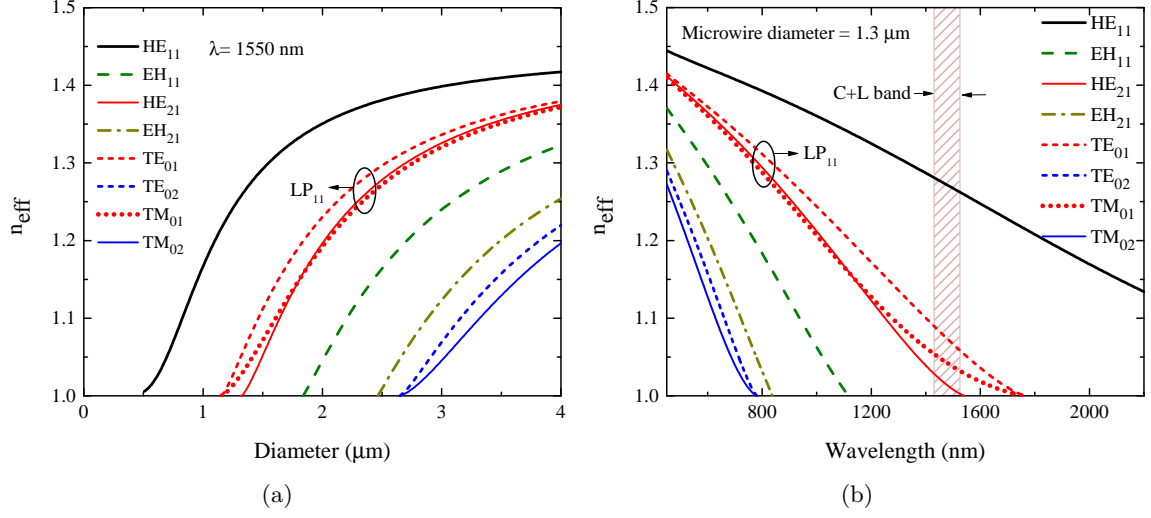 1.5
1.4
1.3
1.2
1.1
1.0
n_eff
HE₁₁
EH₁₁
HE₂₁
EH₂₁
TE₀₁
TE₀₂
TM₀₁
TM₀₂
λ= 1550 nm
LP₁₁
0 1 2 3 4
Diameter (μm)
(a)
1.5
1.4
1.3
1.2
1.1
1.0
n_eff
Microwire diameter = 1.3 μm
C+L band
LP₁₁
HE₁₁
EH₁₁
HE₂₁
EH₂₁
TE₀₁
TE₀₂
TM₀₁
TM₀₂
800 1200 1600 2000
Wavelength (nm)
(b)